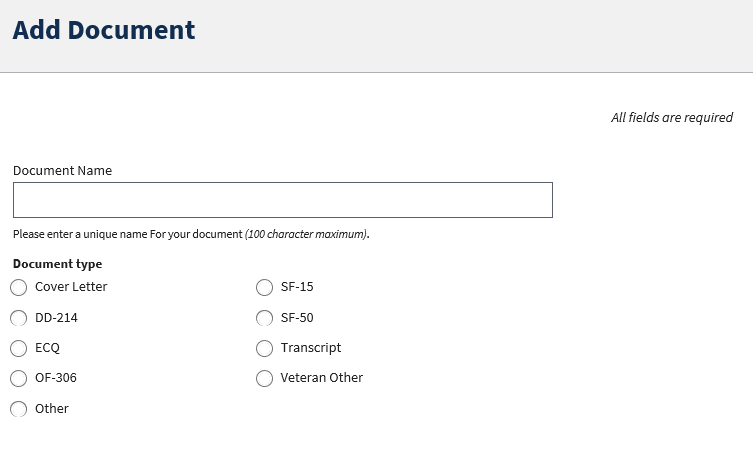 Add Document
All fields are required
Document Name
Please enter a unique name For your document (100 character maximum).
Document type
Cover Letter
DD-214
ECQ
OF-306
Other
SF-15
SF-50
Transcript
Veteran Other